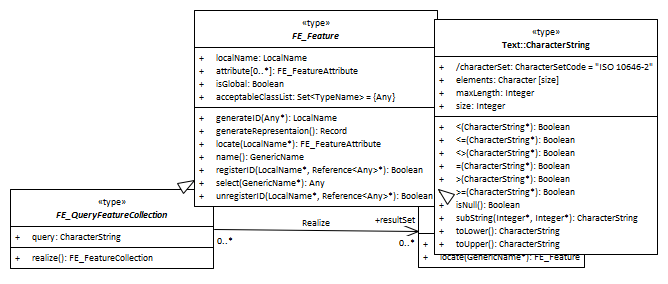 «type»
FE_Feature
+ localName: LocalName
+ attribute[0..*]: FE_FeatureAttribute
+ isGlobal: Boolean
+ acceptableClassList: Set<TypeName> = {Any}
+ generateID(Any*): LocalName
+ generateRepresentaion(): Record
+ locate(LocalName*): FE_FeatureAttribute
+ name(): GenericName
+ registerID(LocalName*, Reference<Any>*): Boolean
+ select(GenericName*): Any
+ unregisterID(LocalName*, Reference<Any>*): Boolean
«type»
Text::CharacterString
+ /characterSet: CharacterSetCode = "ISO 10646-2"
+ elements: Character [size]
+ maxLength: Integer
+ size: Integer
+ <(CharacterString*): Boolean
+ <=(CharacterString*): Boolean
+ <>(CharacterString*): Boolean
+ =(CharacterString*): Boolean
+ >(CharacterString*): Boolean
>=(CharacterString*): Boolean
+ isNull(): Boolean
+ subString(Integer*, Integer*): CharacterString
+ toLower(): CharacterString
+ toUpper(): CharacterString
«type»
FE_QueryFeatureCollection
+ query: CharacterString
+ realize(): FE_FeatureCollection
Realize
+resultSet
0..*
0..*
+
+ locate(GenericName*): FE_Feature